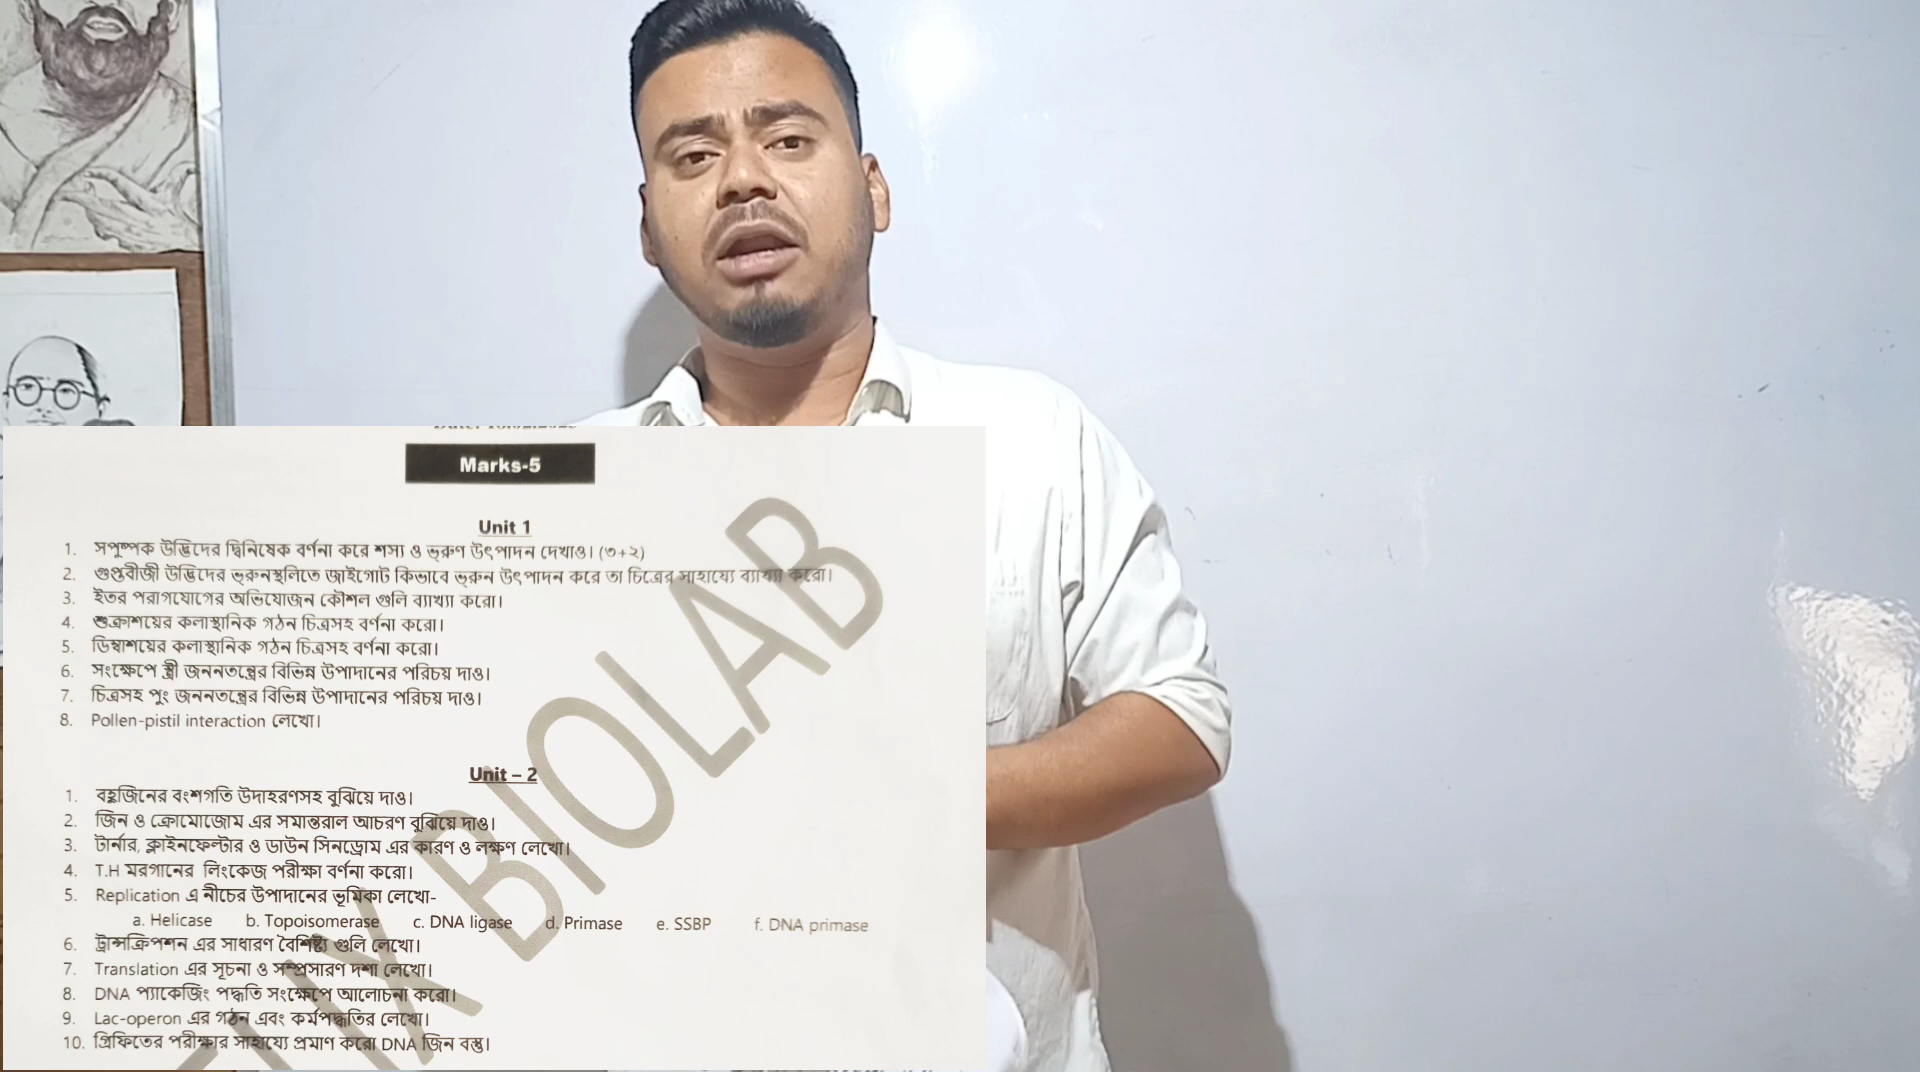 Marks-5
Unit 1
1. সপুষ্পক উদ্ভিদের দ্বিনিষেক বর্ণনা করে শস্য ও ভ্রুণ উৎপাদন দেখাও। (৩+২)
2. গুপ্তবীজী উদ্ভিদের ভ্রুনস্থলিতে জাইগোট কিভাবে ভ্রুন উৎপাদন করে তা চিত্রের সাহায্যে ব্যাখ্যা করো।
3. ইতর পরাগযোগের অভিযোজন কৌশল গুলি ব্যাখ্যা করো।
4. শুক্রাশয়ের কলাস্থানিক গঠন চিত্রসহ বর্ণনা করো।
5. ডিম্বাশয়ের কলাস্থানিক গঠন চিত্রসহ বর্ণনা করো।
6. সংক্ষেপে স্ত্রী জননতন্ত্রের বিভিন্ন উপাদানের পরিচয় দাও।
7. চিত্রসহ পুং জননতন্ত্রের বিভিন্ন উপাদানের পরিচয় দাও।
8. Pollen-pistil interaction লেখো।
Unit – 2
1. বহুজিনের বংশগতি উদাহরণসহ বুঝিয়ে দাও।
2. জিন ও ক্রোমোজোম এর সমান্তরাল আচরণ বুঝিয়ে দাও।
3. টার্নার, ক্লাইনফেল্টার ও ডাউন সিনড্রোম এর কারণ ও লক্ষণ লেখো।
4. T.H মরগানের লিংকেজ পরীক্ষা বর্ণনা করো।
5. Replication এ নীচের উপাদানের ভূমিকা লেখো-
a. Helicase b. Topoisomerase c. DNA ligase d. Primase e. SSBP f. DNA primase
6. ট্রান্সক্রিপশন এর সাধারণ বৈশিষ্ট্য গুলি লেখো।
7. Translation এর সূচনা ও সম্প্রসারণ দশা লেখো।
8. DNA প্যাকেজিং পদ্ধতি সংক্ষেপে আলোচনা করো।
9. Lac-operon এর গঠন এবং কর্মপদ্ধতির লেখো।
10. গ্রিফিতের পরীক্ষার সাহায্যে প্রমাণ করো DNA জিন বস্তু।
BIOLAB